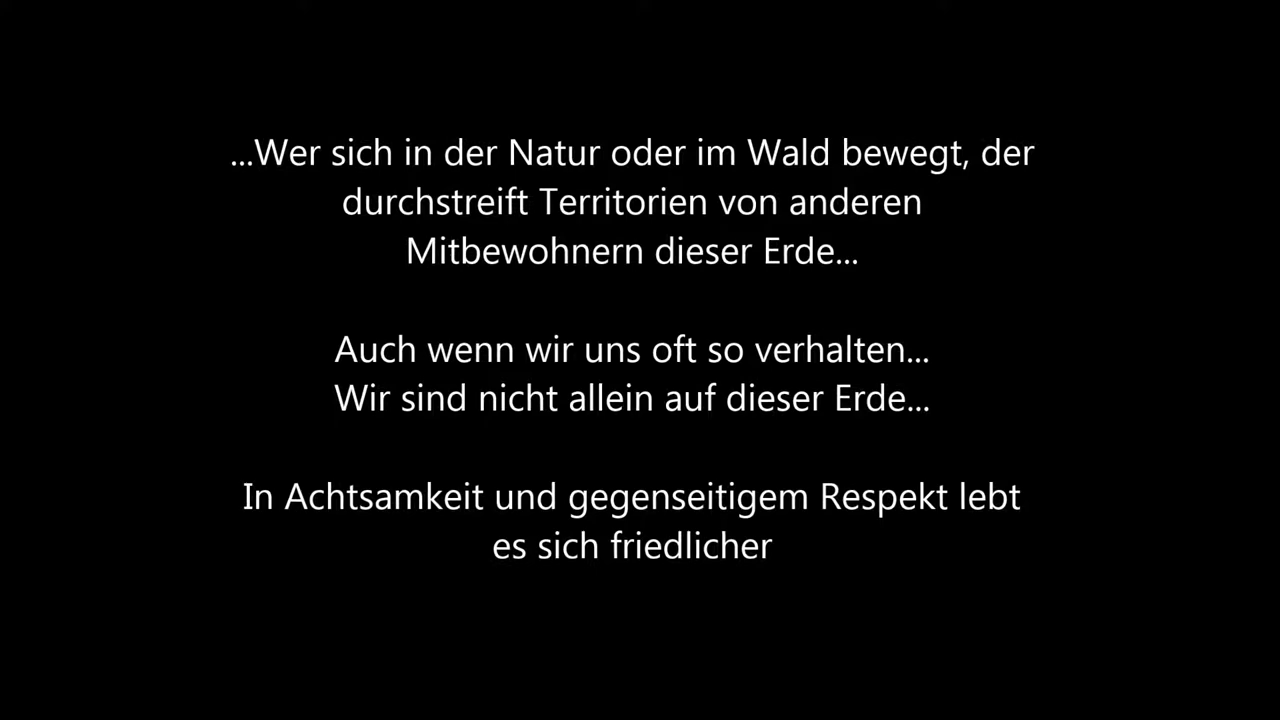 ...Wer sich in der Natur oder im Wald bewegt, der
durchstreift Territorien von anderen
Mitbewohnern dieser Erde...
Auch wenn wir uns oft so verhalten...
Wir sind nicht allein auf dieser Erde...
In Achtsamkeit und gegenseitigem Respekt lebt
es sich friedlicher